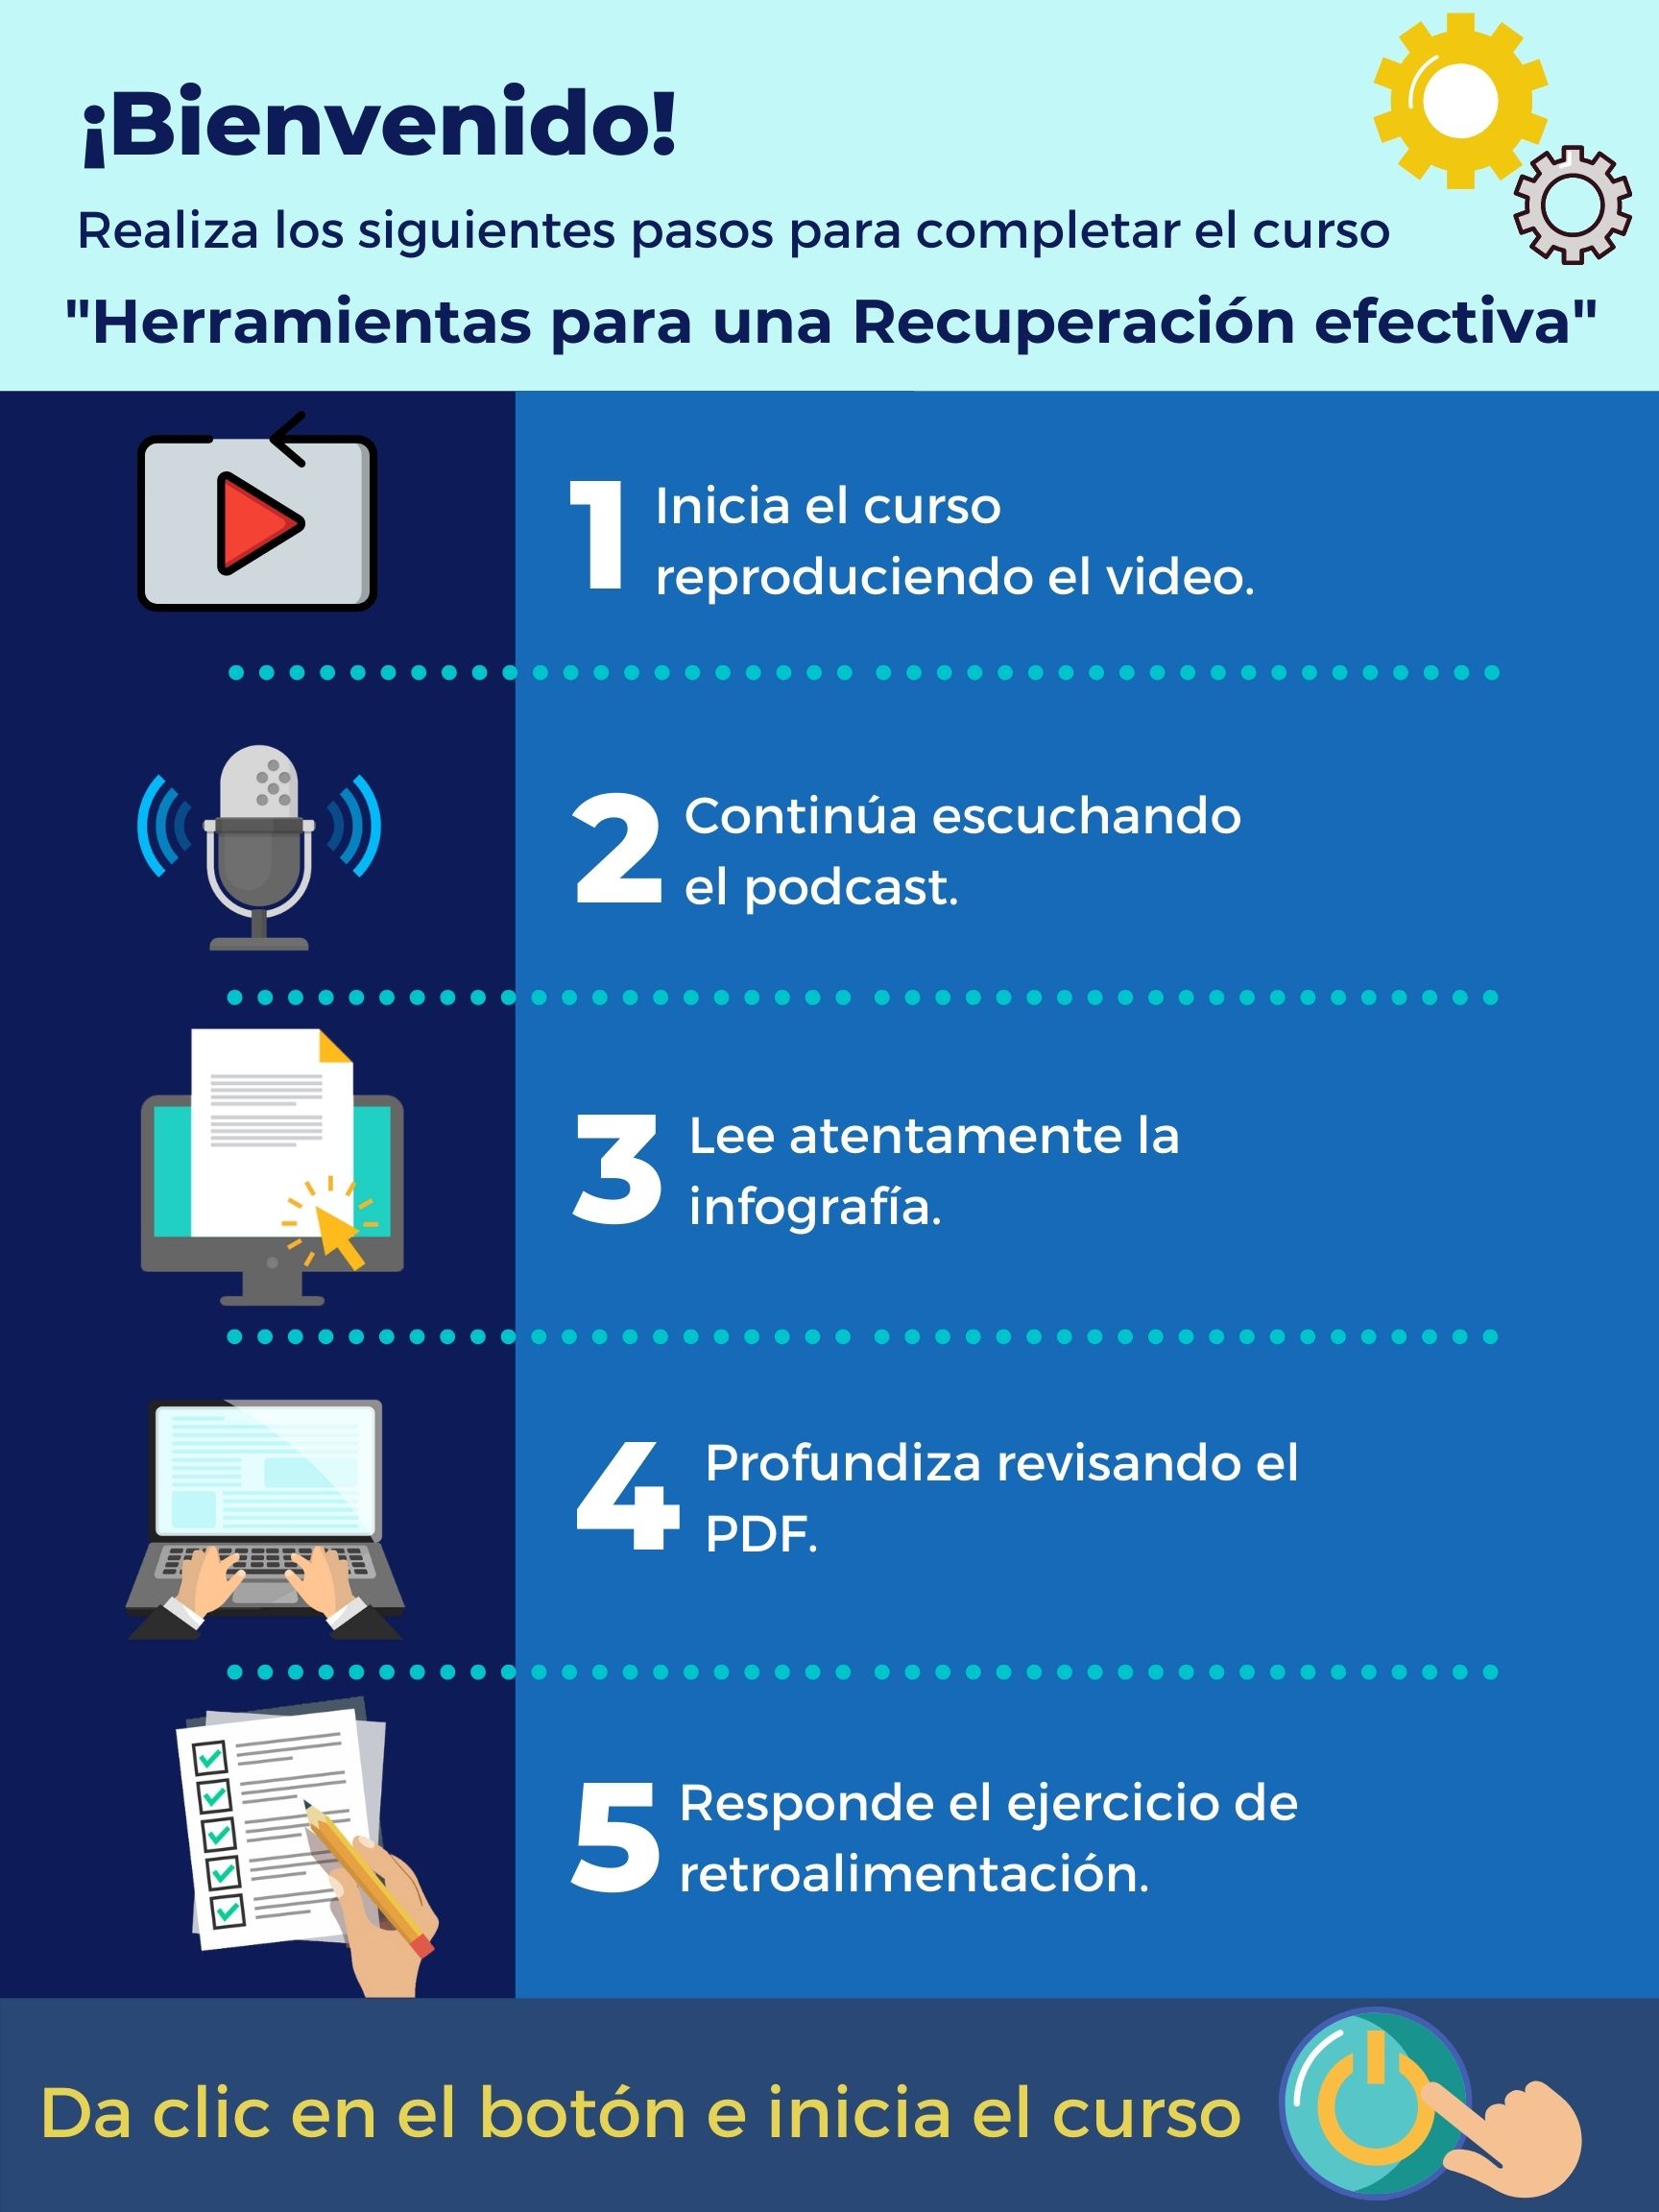 ¡Bienvenido!
Realiza los siguientes pasos para completar el curso
"Herramientas para una Recuperación efectiva"
1 Inicia el curso
reproduciendo el video.
2 Continúa escuchando
el podcast.
3 Lee atentamente la
infografía.
4 Profundiza revisando el
PDF.
5 Responde el ejercicio de
retroalimentación.
Da clic en el botón e inicia el curso